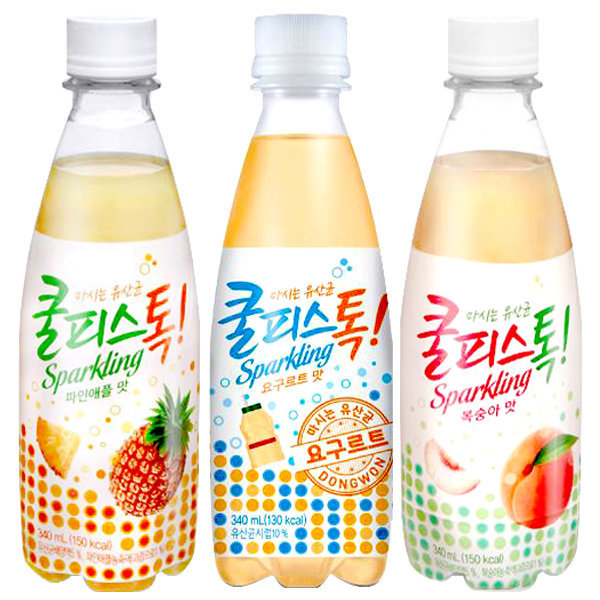 마시는 유산균
쿨피스톡!
Sparkling
파인애플 맛
340 mL(150 kcal)
마시는 유산균
쿨피스톡!
Sparkling
요구르트 맛
마시는 유산균
요구르트
DONGWON
340 mL(130 kcal)
유산균시럽 10 %
마시는 유산균
쿨피스톡!
Sparkling
복숭아 맛
340 mL(150 kcal)